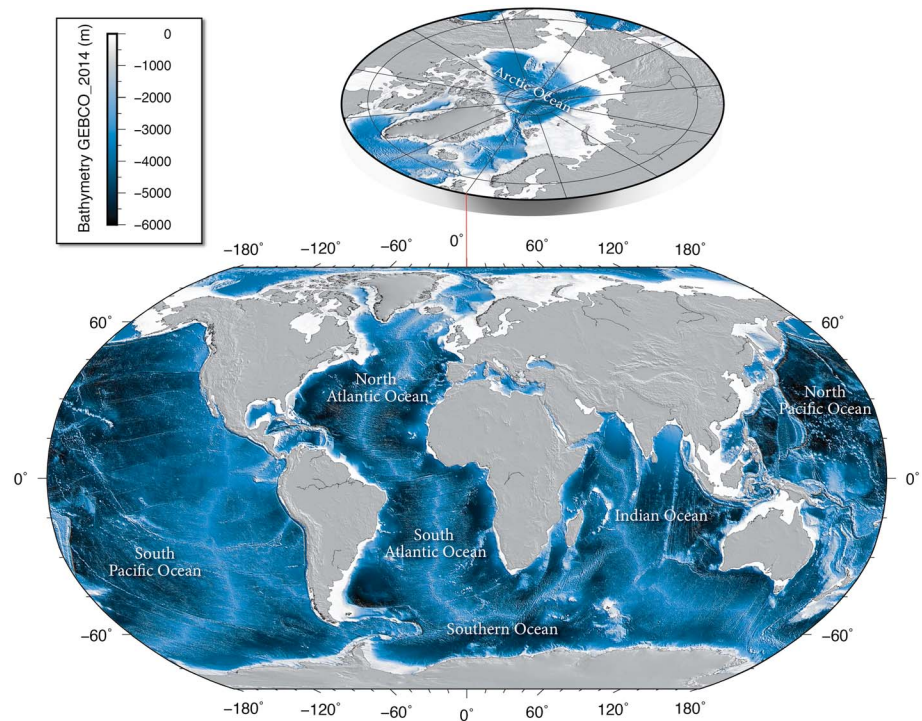 Bathymetry GEBCO_2014 (m)
0
−1000
−2000
−3000
−4000
−5000
−6000
Arctic Ocean
−180˚ −120˚ −60˚ 0˚ 60˚ 120˚ 180˚
60˚ 60˚
North
Atlantic Ocean
North
Pacific Ocean
0˚ 0˚
Indian Ocean
South
Atlantic Ocean
South
Pacific Ocean
Southern Ocean
−60˚ −60˚
−180˚ −120˚ −60˚ 0˚ 60˚ 120˚ 180˚